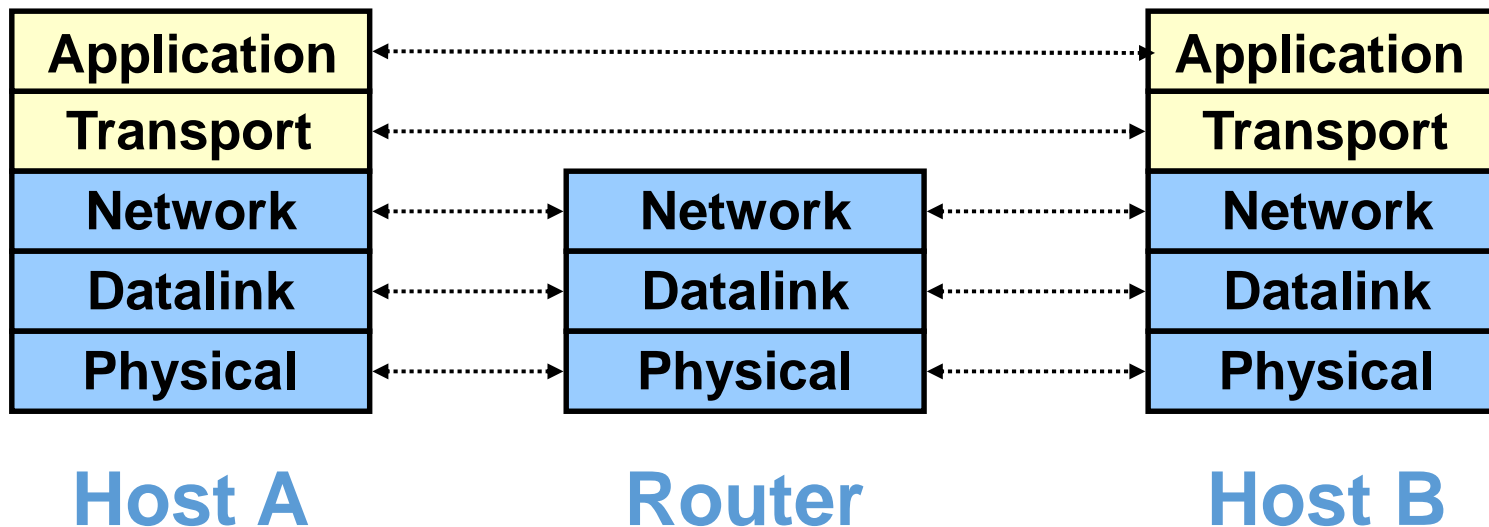 Application Application
Transport Transport
Network Network Network
Datalink Datalink Datalink
Physical Physical Physical
Host A Router Host B